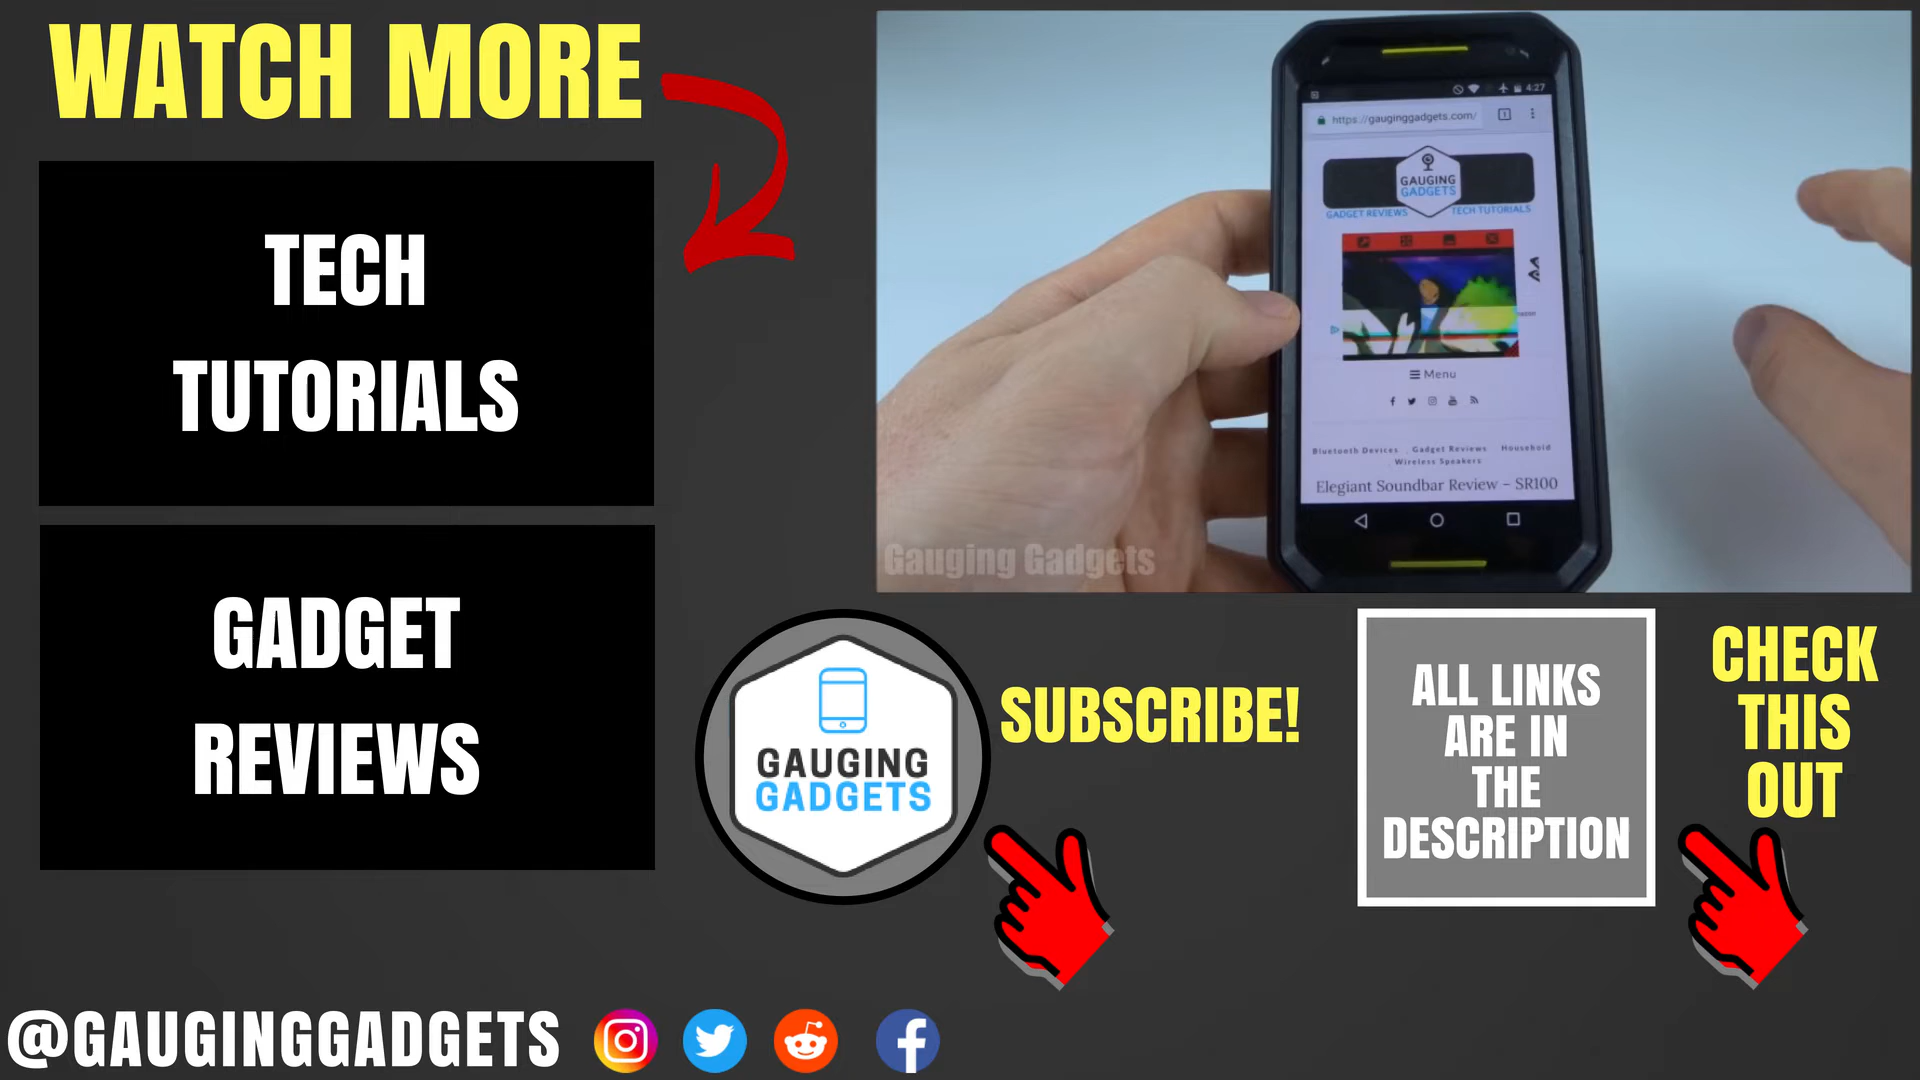 WATCH MORE
TECH
TUTORIALS
GADGET
REVIEWS
4:27
https://gauginggadgets.com/
GAUGING
GADGETS
GADGET REVIEWS
TECH TUTORIALS
Menu
Bluetooth Devices Gadget Reviews Household
Wireless Speakers
Elegiant Soundbar Review – SR100
Gauging Gadgets
GAUGING
GADGETS
SUBSCRIBE!
ALL LINKS
ARE IN
THE
DESCRIPTION
CHECK
THIS
OUT
@GAUGINGGADGETS